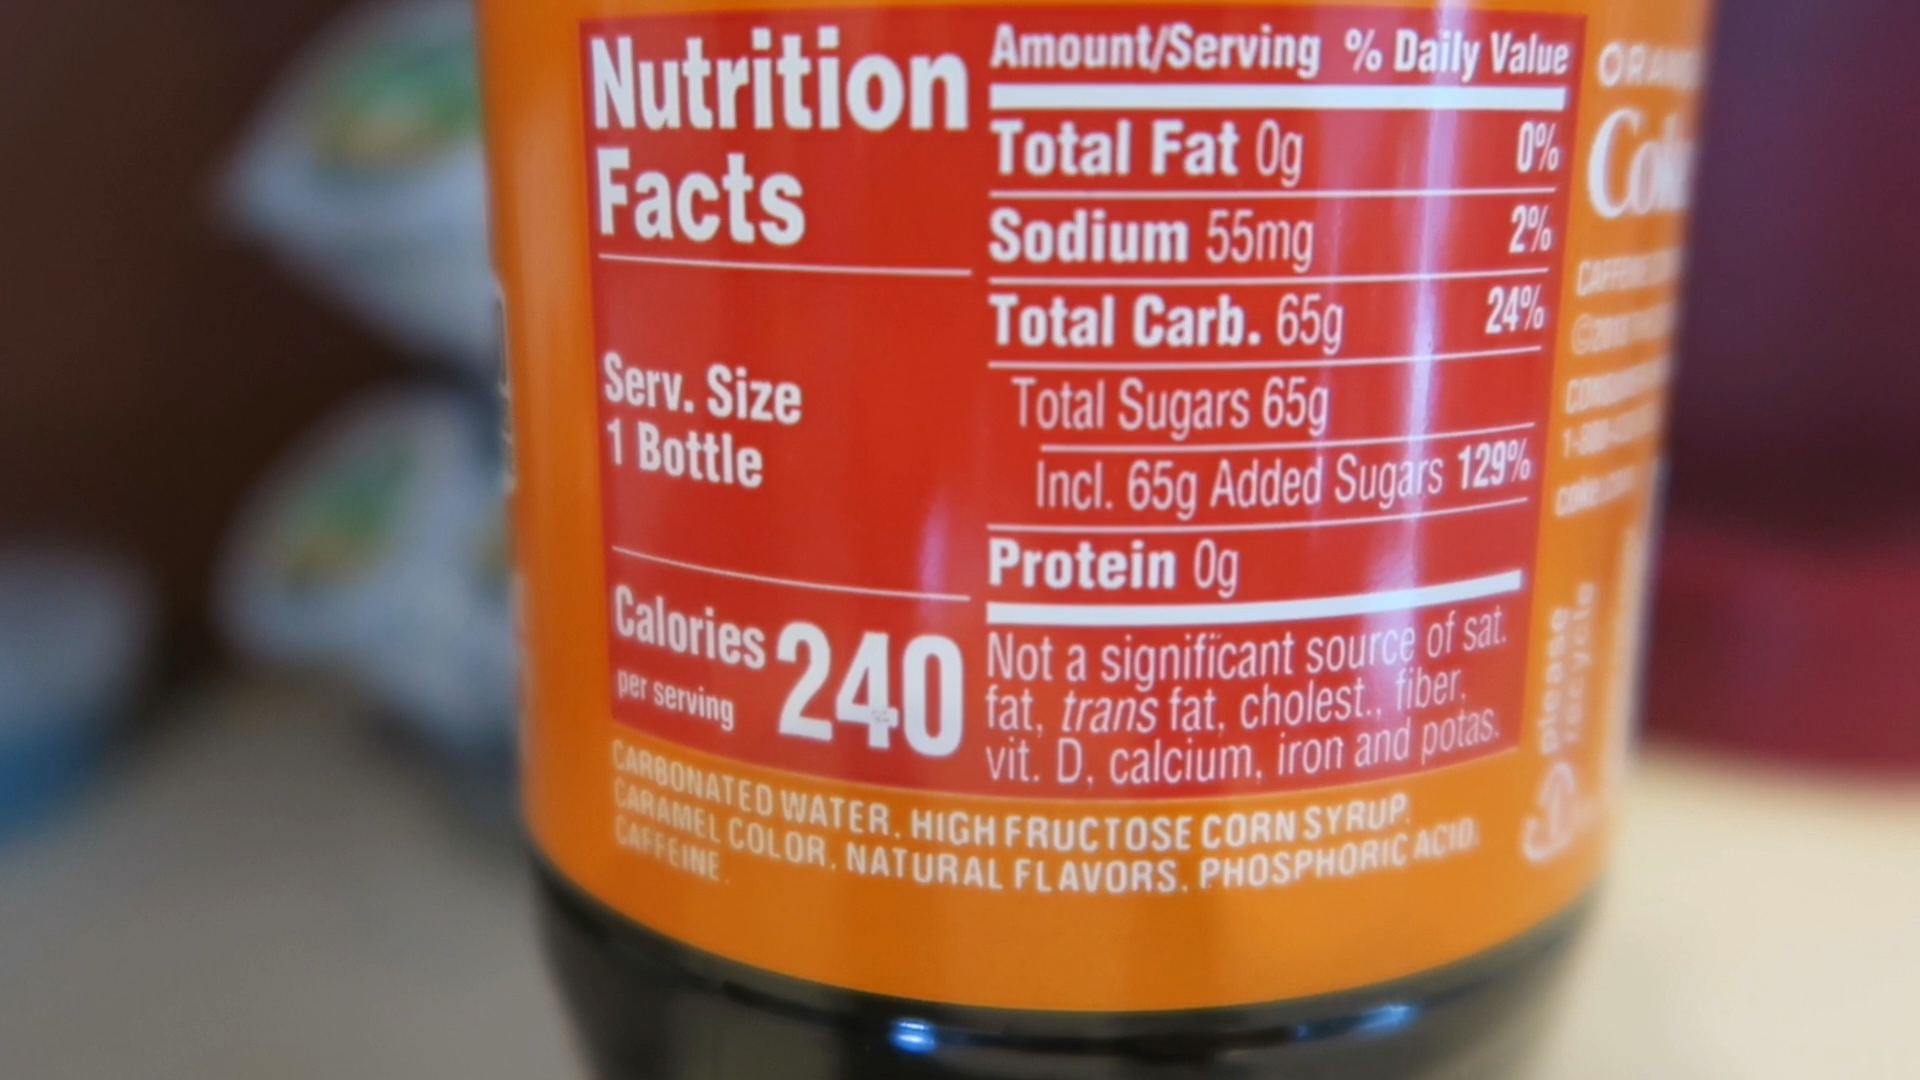 Nutrition
Facts
Serv. Size
1 Bottle
Calories
per serving
240
Amount/Serving % Daily Value
Total Fat 0g 0%
Sodium 55mg 2%
Total Carb. 65g 24%
Total Sugars 65g
Incl. 65g Added Sugars 129%
Protein 0g
Not a significant source of sat.
fat, trans fat, cholest., fiber,
vit. D, calcium, iron and potas.
CARBONATED WATER, HIGH FRUCTOSE CORN SYRUP,
CARAMEL COLOR, NATURAL FLAVORS, PHOSPHORIC ACID,
CAFFEINE.
please
recycle